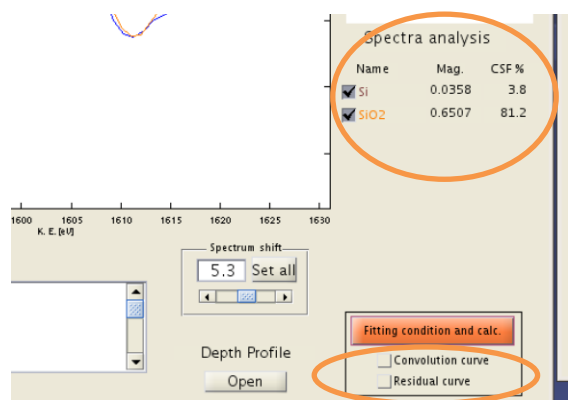 Spectra analysis
Name Mag. CSF %
Si 0.0358 3.8
SiO2 0.6507 81.2
1600 1605 1610 1615 1620 1625 1630
K. E. [eV]
Spectrum shift
5.3 Set all
Fitting condition and calc.
Convolution curve
Residual curve
Depth Profile
Open